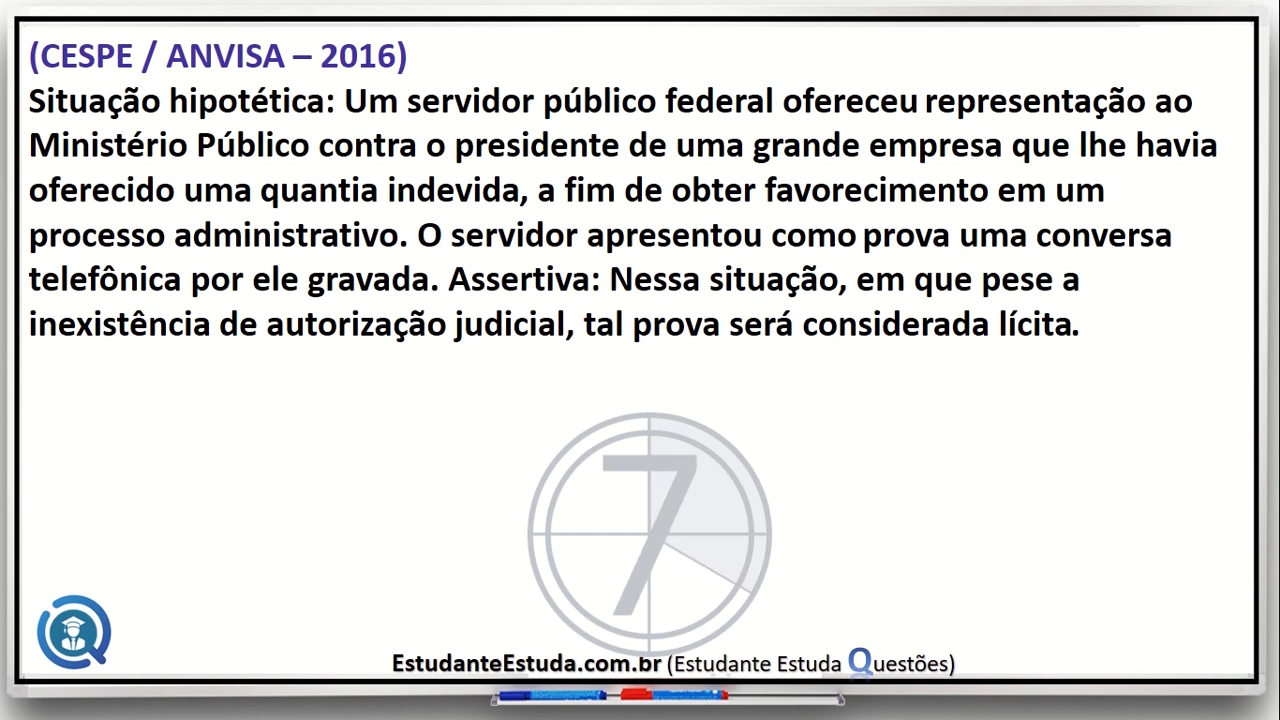 (CESPE / ANVISA – 2016)
Situação hipotética: Um servidor público federal ofereceu representação ao
Ministério Público contra o presidente de uma grande empresa que lhe havia
oferecido uma quantia indevida, a fim de obter favorecimento em um
processo administrativo. O servidor apresentou como prova uma conversa
telefônica por ele gravada. Assertiva: Nessa situação, em que pese a
inexistência de autorização judicial, tal prova será considerada lícita.
7
EstudanteEstuda.com.br (Estudante Estuda Questões)